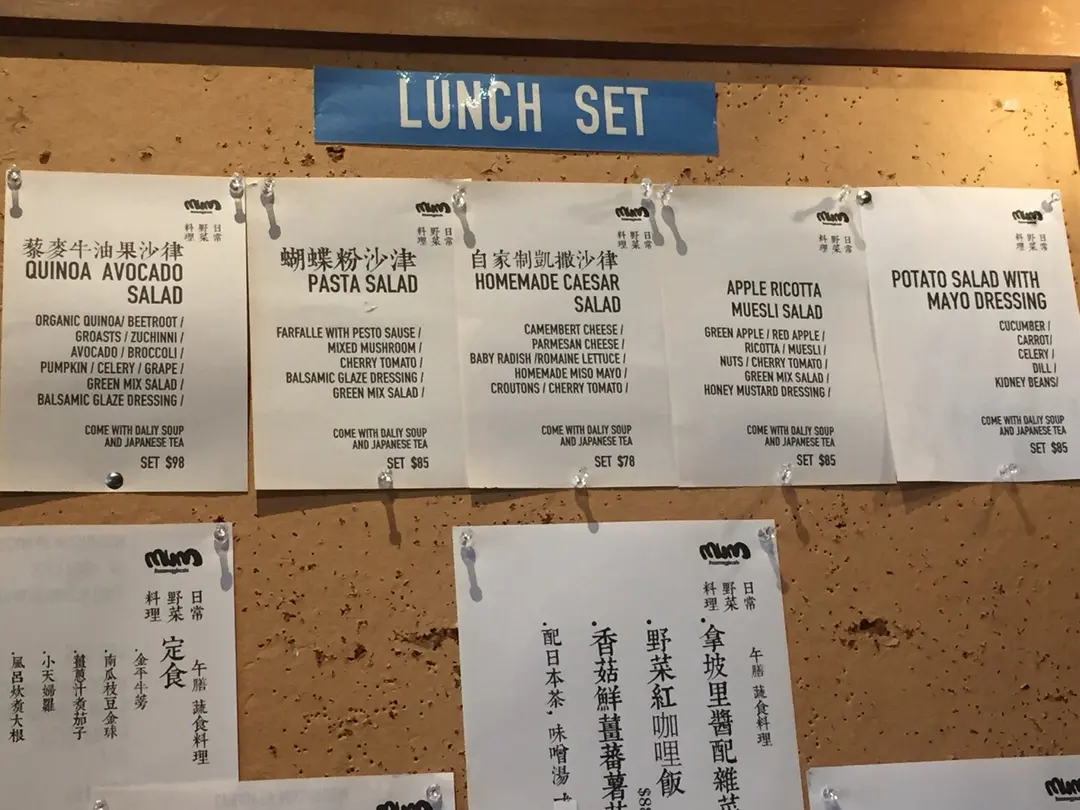 LUNCH SET
日常
野菜
料理
藜麥牛油果沙律
QUINOA AVOCADO
SALAD
ORGANIC QUINOA/ BEETROOT /
GROASTS / ZUCHINNI /
AVOCADO / BROCCOLI /
PUMPKIN / CELERY / GRAPE /
GREEN MIX SALAD /
BALSAMIC GLAZE DRESSING /
COME WITH DALIY SOUP
AND JAPANESE TEA
SET $98
日常
野菜
料理
蝴蝶粉沙津
PASTA SALAD
FARFALLE WITH PESTO SAUSE /
MIXED MUSHROOM /
CHERRY TOMATO /
BALSAMIC GLAZE DRESSING /
GREEN MIX SALAD /
COME WITH DALIY SOUP
AND JAPANESE TEA
SET $85
日常
野菜
料理
自家制凱撒沙律
HOMEMADE CAESAR
SALAD
CAMEMBERT CHEESE /
PARMESAN CHEESE /
BABY RADISH /ROMAINE LETTUCE /
HOMEMADE MISO MAYO /
CROUTONS / CHERRY TOMATO /
COME WITH DALIY SOUP
AND JAPANESE TEA
SET $78
日常
野菜
料理
APPLE RICOTTA
MUESLI SALAD
GREEN APPLE / RED APPLE /
RICOTTA / MUESLI /
NUTS / CHERRY TOMATO /
GREEN MIX SALAD /
HONEY MUSTARD DRESSING /
COME WITH DALIY SOUP
AND JAPANESE TEA
SET $85
日常
野菜
料理
POTATO SALAD WITH
MAYO DRESSING
CUCUMBER /
CARROT/
CELERY /
DILL /
KIDNEY BEANS/
COME WITH DALIY SOUP
AND JAPANESE TEA
SET $85
mum
日常
野菜
料理
午膳 蔬食料理
定食
·金平牛蒡
·南瓜枝豆金球
·薑蔥汁煮茄子
·小天婦羅
·風呂炊煮大根
mum
日常
野菜
料理
午膳 蔬食料理
·拿坡里醬配雜菜
·野菜紅咖哩飯
·香菇鮮薑蕃薯
·配日本茶,味噌湯